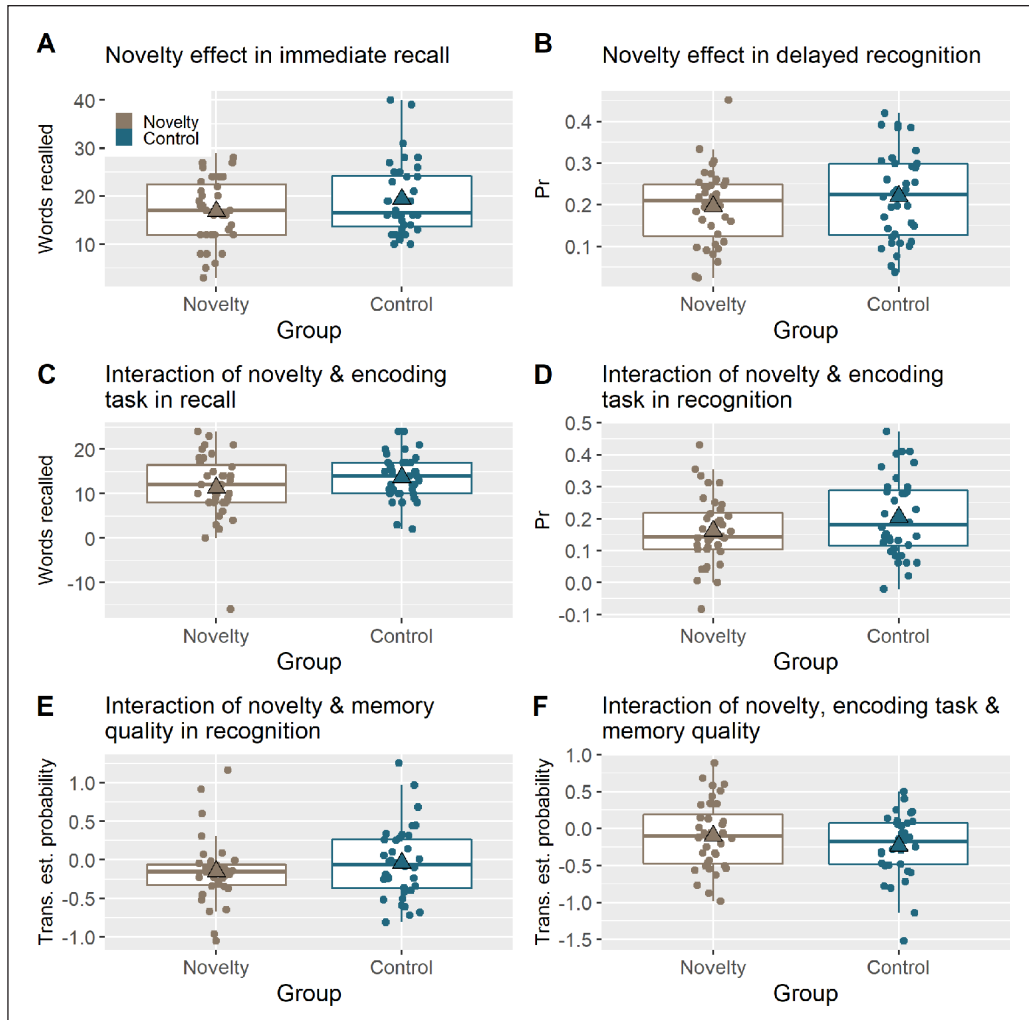 A
Novelty effect in immediate recall
Words recalled
40
30
20
10
Novelty
Control
Novelty
Control
Group
B
Novelty effect in delayed recognition
Pr
0.4
0.3
0.2
0.1
Novelty
Control
Group
C
Interaction of novelty & encoding
task in recall
Words recalled
20
10
0
-10
Novelty
Control
Group
D
Interaction of novelty & encoding
task in recognition
Pr
0.5
0.4
0.3
0.2
0.1
0.0
-0.1
Novelty
Control
Group
E
Interaction of novelty & memory
quality in recognition
Trans. est. probability
1.0
0.5
0.0
-0.5
-1.0
Novelty
Control
Group
F
Interaction of novelty, encoding task &
memory quality
Trans. est. probability
1.0
0.5
0.0
-0.5
-1.0
-1.5
Novelty
Control
Group